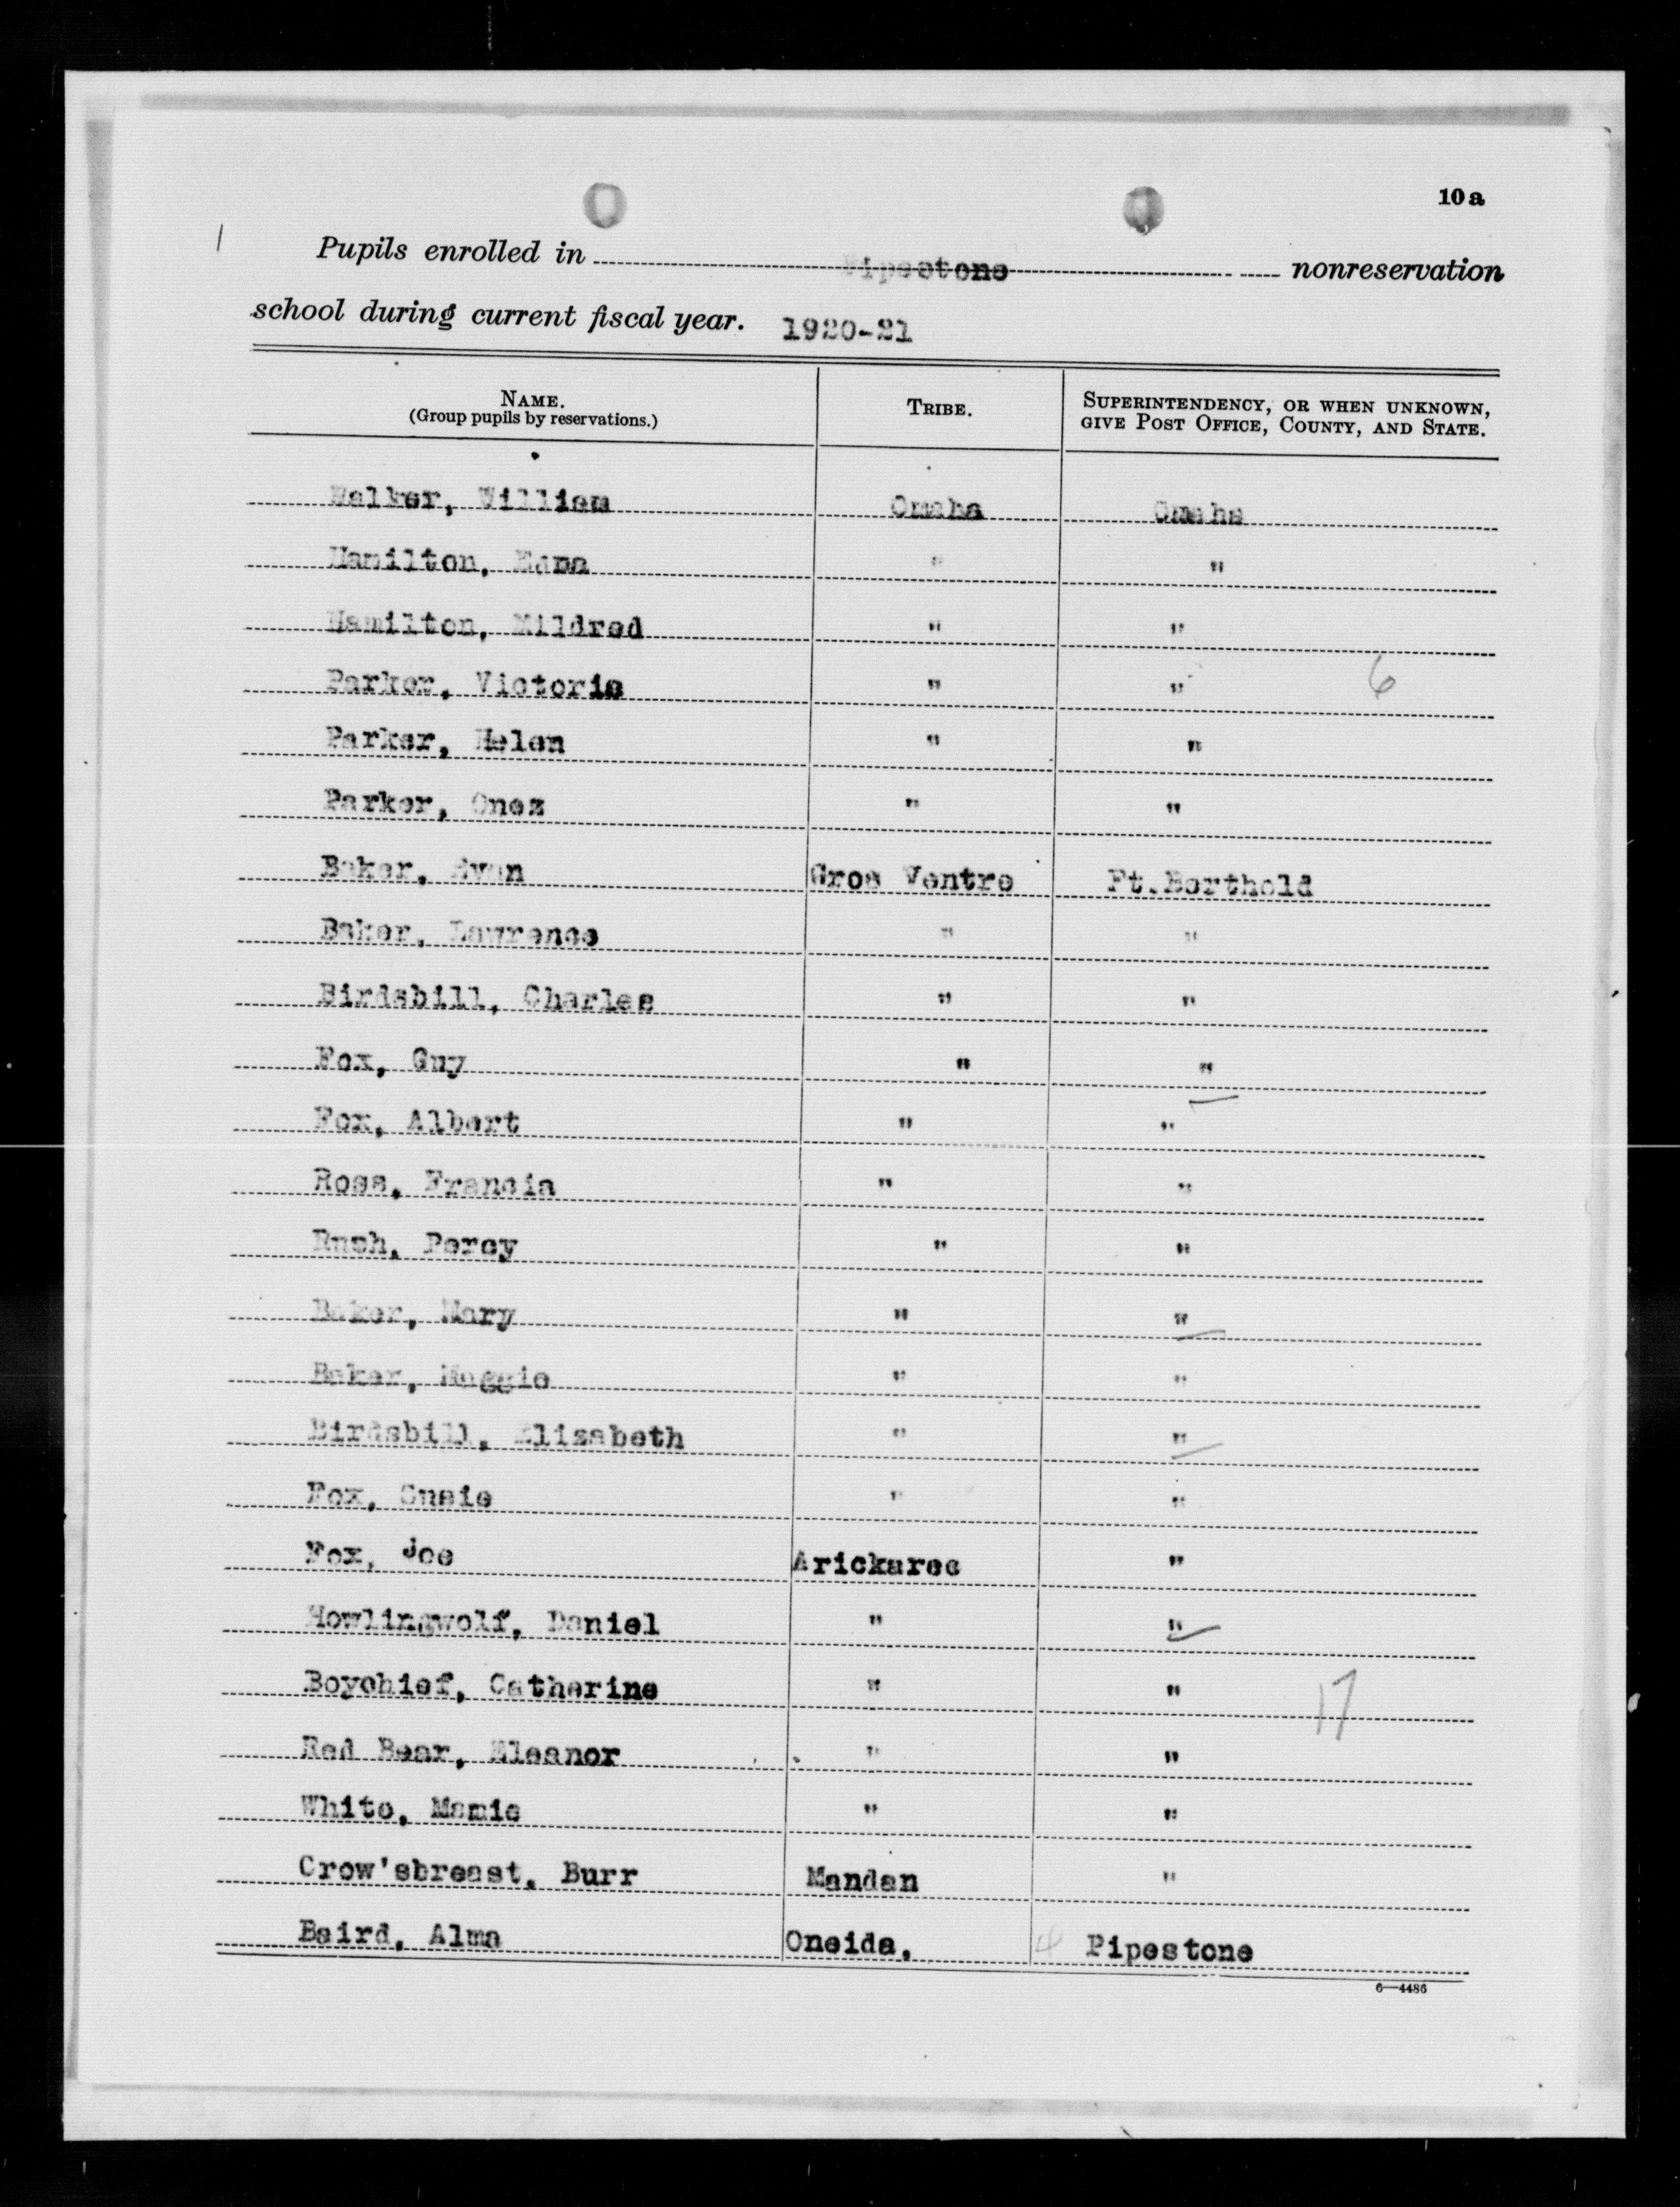 10 a
Pupils enrolled in Pipestone nonreservation
school during current fiscal year. 1920-21
NAME. TRIBE. SUPERINTENDENCY, OR WHEN UNKNOWN,
(Group pupils by reservations.) GIVE POST OFFICE, COUNTY, AND STATE.
Walker, William Omaha Omaha
Hamilton, Edna " "
Hamilton, Mildred " "
Parker, Victoria " " 6
Parker, Helen " "
Parker, Onez " "
Baker, Evan Gros Ventre Ft.Berthold
Baker, Lawrence " "
Birdsbill, Charles " "
Fox, Guy " "
Fox, Albert " "
Ross, Francis " "
Rush, Percy " "
Baker, Mary " "
Baker, Maggie " "
Birdsbill, Elizabeth " "
Fox, Susie " "
Fox, Joe Arickaree "
Howlingwolf, Daniel " "
Boychief, Catherine " " 17
Red Bear, Eleanor " "
White, Mamie " "
Crow'sbreast, Burr Mandan "
Baird, Alma Oneida. Pipestone
6—4486